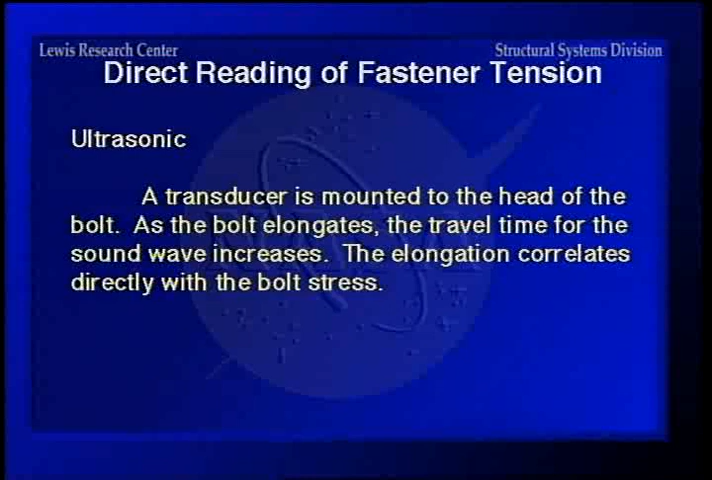 Lewis Research Center
Structural Systems Division
Direct Reading of Fastener Tension
Ultrasonic
A transducer is mounted to the head of the
bolt. As the bolt elongates, the travel time for the
sound wave increases. The elongation correlates
directly with the bolt stress.